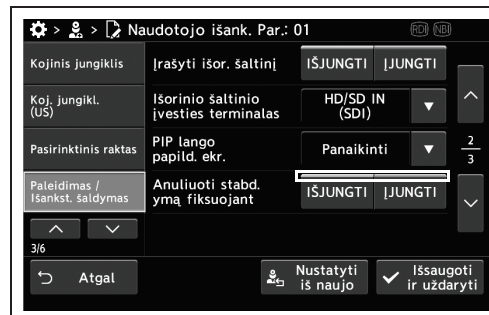 > > Naudotojo išank. Par.: 01 RDI NBI
Kojinis jungiklis
Įrašyti išor. šaltinį
IŠJUNGTI ĮJUNGTI
Koj. jungikl.
(US)
Išorinio šaltinio
įvesties terminalas
HD/SD IN
(SDI)
Pasirinktinis raktas
PIP lango
papild. ekr.
Panaikinti
2
3
Paleidimas /
Išankst. šaldymas
Anuliuoti stabd.
ymą fiksuojant
IŠJUNGTI ĮJUNGTI
3/6
Atgal
Nustatyti
iš naujo
Išsaugoti
ir uždaryti